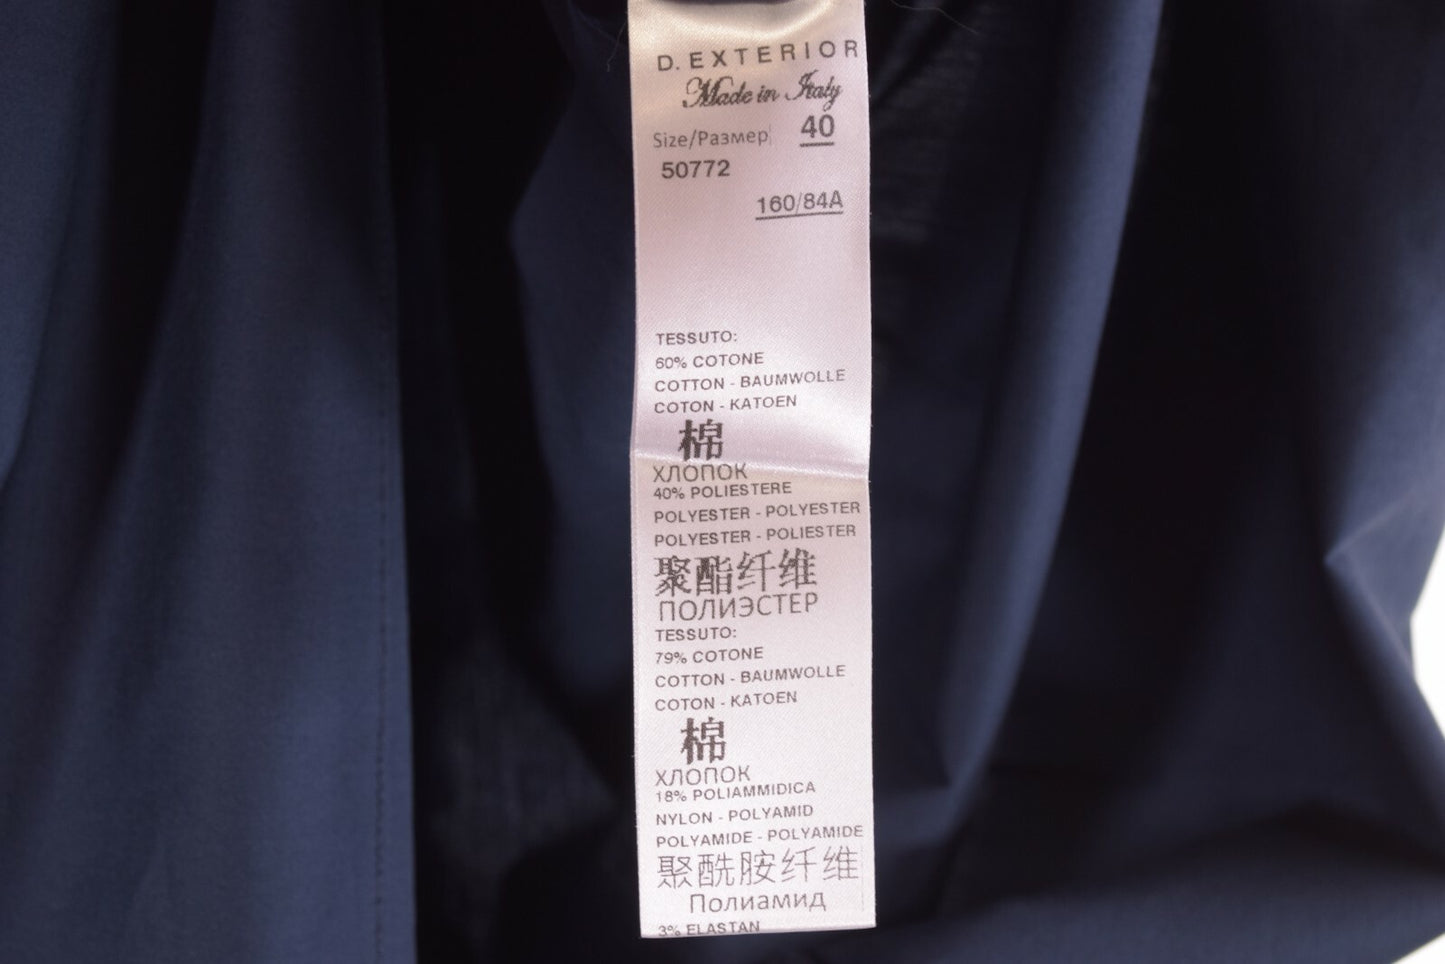 D. EXTERIOR
Made in Italy
Size/Размер 40
50772
160/84A
TESSUTO:
60% COTONE
COTTON - BAUMWOLLE
COTON - KATOEN
棉
ХЛОПОК
40% POLIESTERE
POLYESTER - POLYESTER
POLYESTER - POLIESTER
聚酯纤维
ПОЛИЭСТЕР
TESSUTO:
79% COTONE
COTTON - BAUMWOLLE
COTON - KATOEN
棉
ХЛОПОК
18% POLIAMMIDICA
NYLON - POLYAMID
POLYAMIDE - POLYAMIDE
聚酰胺纤维
Полиамид
3% ELASTAN